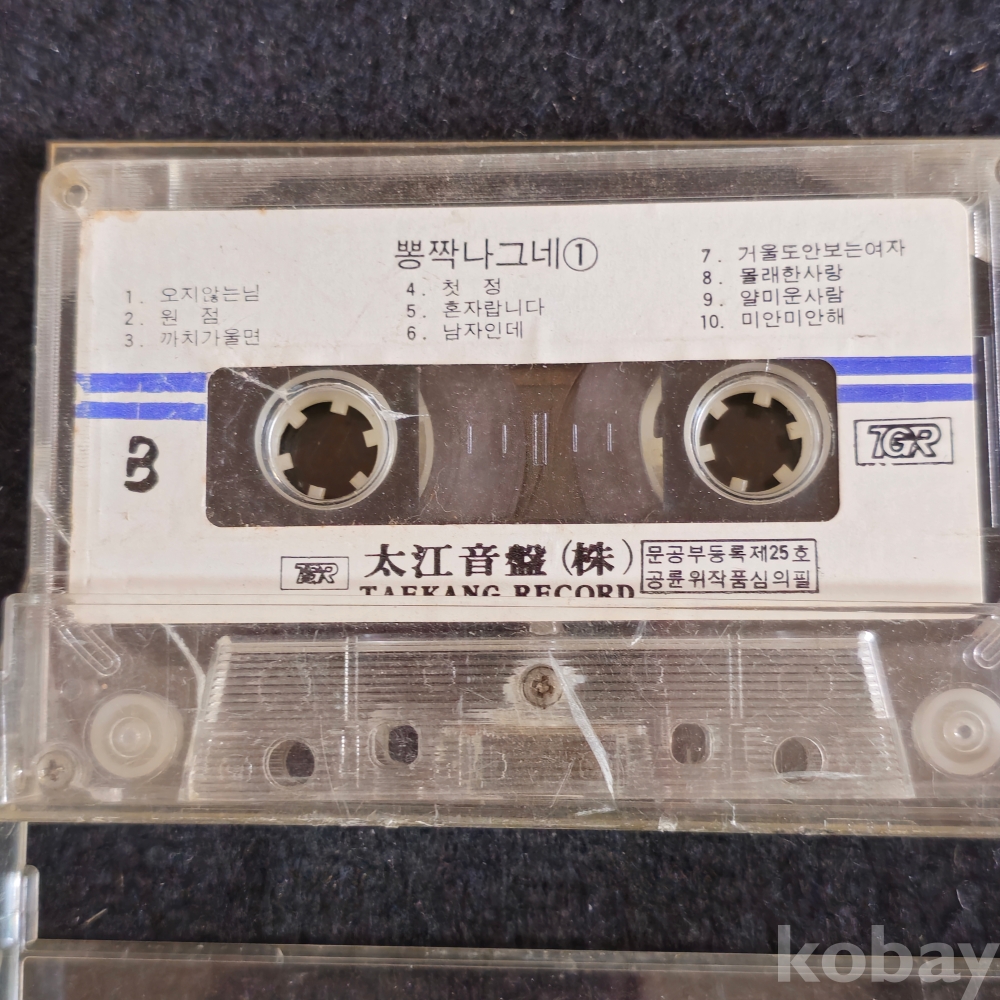 뽕짝나그네①
1. 오지않는님
2. 원 점
3. 까치가울면
4. 첫 정
5. 혼자랍니다
6. 남자인데
7. 거울도안보는여자
8. 몰래한사랑
9. 얄미운사람
10. 미안미안해
B
TGR
TGR
太江音盤(株)
TAEKANG RECORD
문공부등록제25호
공륜위작품심의필
kobay